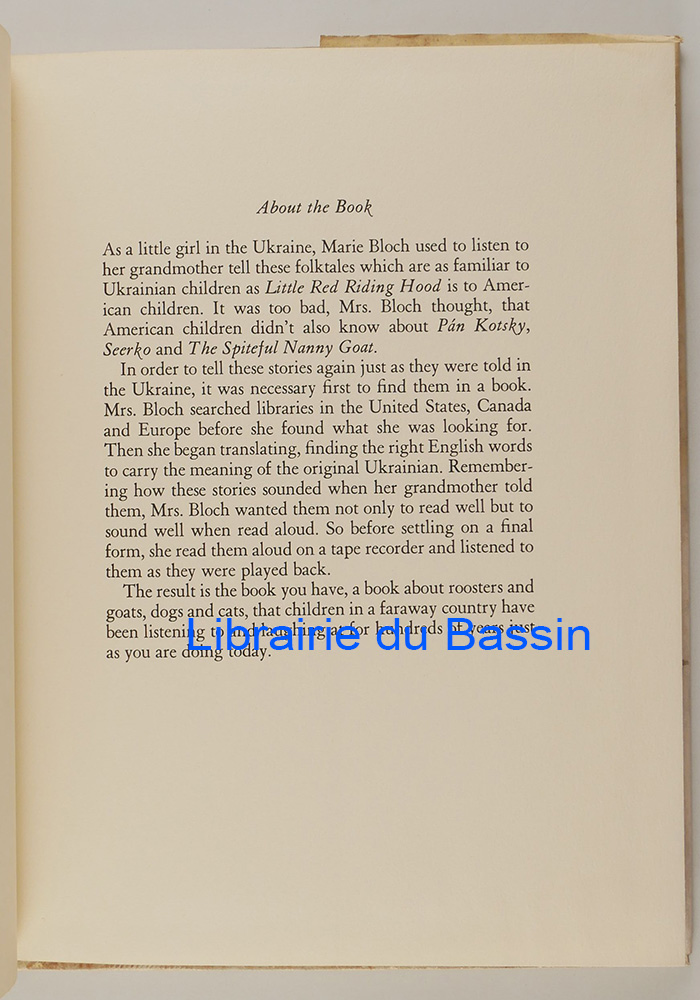 About the Book
As a little girl in the Ukraine, Marie Bloch used to listen to
her grandmother tell these folktales which are as familiar to
Ukrainian children as Little Red Riding Hood is to Amer-
ican children. It was too bad, Mrs. Bloch thought, that
American children didn't also know about Pán Kotsky,
Seerko and The Spiteful Nanny Goat.
In order to tell these stories again just as they were told in
the Ukraine, it was necessary first to find them in a book.
Mrs. Bloch searched libraries in the United States, Canada
and Europe before she found what she was looking for.
Then she began translating, finding the right English words
to carry the meaning of the original Ukrainian. Remember-
ing how these stories sounded when her grandmother told
them, Mrs. Bloch wanted them not only to read well but to
sound well when read aloud. So before settling on a final
form, she read them aloud on a tape recorder and listened to
them as they were played back.
The result is the book you have, a book about roosters and
goats, dogs and cats, that children in a faraway country have
been listening to and laughing at for hundreds of years just
as you are doing today.
Librairie du Bassin